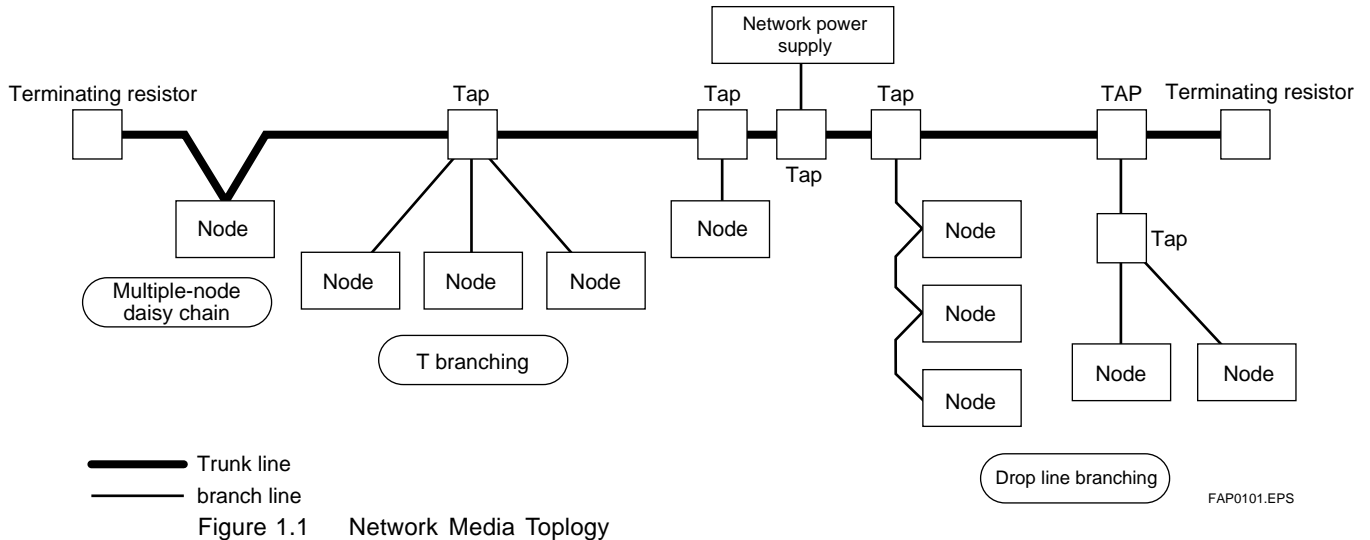 Network power
supply
Terminating resistor
Tap
Tap
Tap
TAP
Terminating resistor
Tap
Node
Node
Node
Node
Node
Node
Tap
Multiple-node
daisy chain
Node
Node
T branching
Node
Node
Node
Trunk line
Drop line branching
branch line
FAP0101.EPS
Figure 1.1 Network Media Toplogy